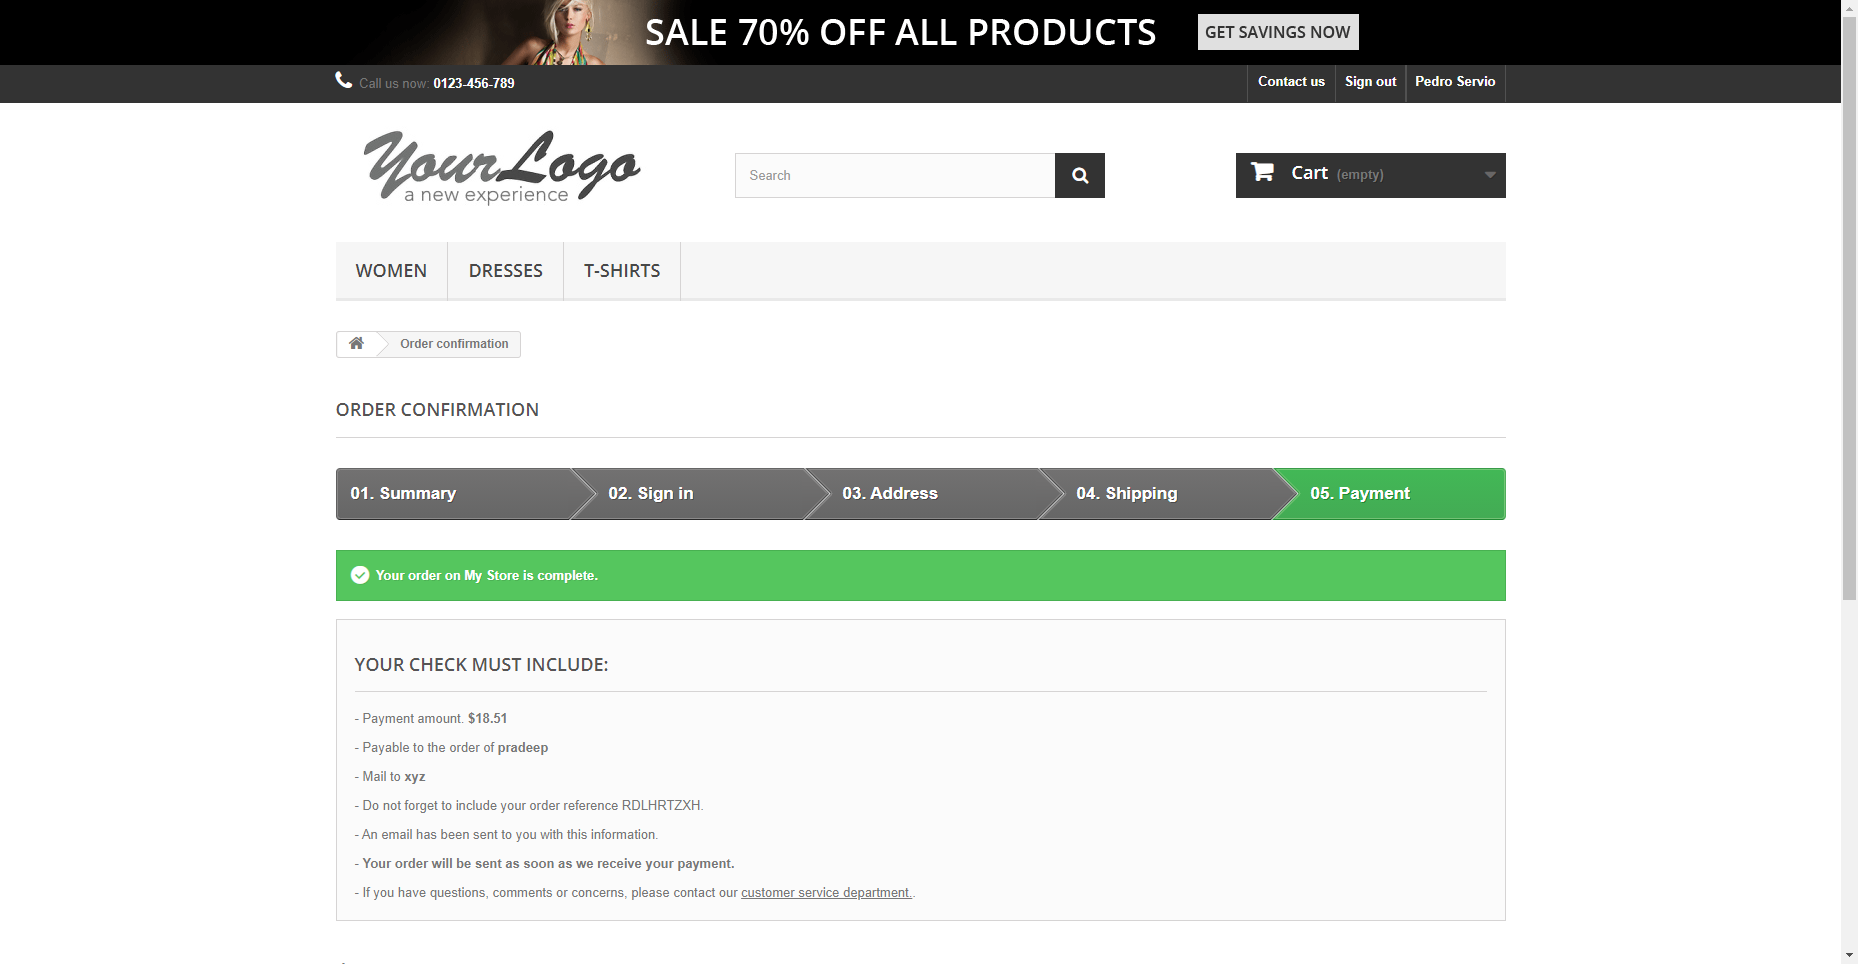 SALE 70% OFF ALL PRODUCTS
GET SAVINGS NOW
Call us now: 0123-456-789
Contact us
Sign out
Pedro Servio
YourLogo
a new experience
Search
Cart (empty)
WOMEN
DRESSES
T-SHIRTS
Order confirmation
ORDER CONFIRMATION
01. Summary
02. Sign in
03. Address
04. Shipping
05. Payment
Your order on My Store is complete.
YOUR CHECK MUST INCLUDE:
- Payment amount. $18.51
- Payable to the order of pradeep
- Mail to xyz
- Do not forget to include your order reference RDLHRTZXH.
- An email has been sent to you with this information.
- Your order will be sent as soon as we receive your payment.
- If you have questions, comments or concerns, please contact our customer service department..